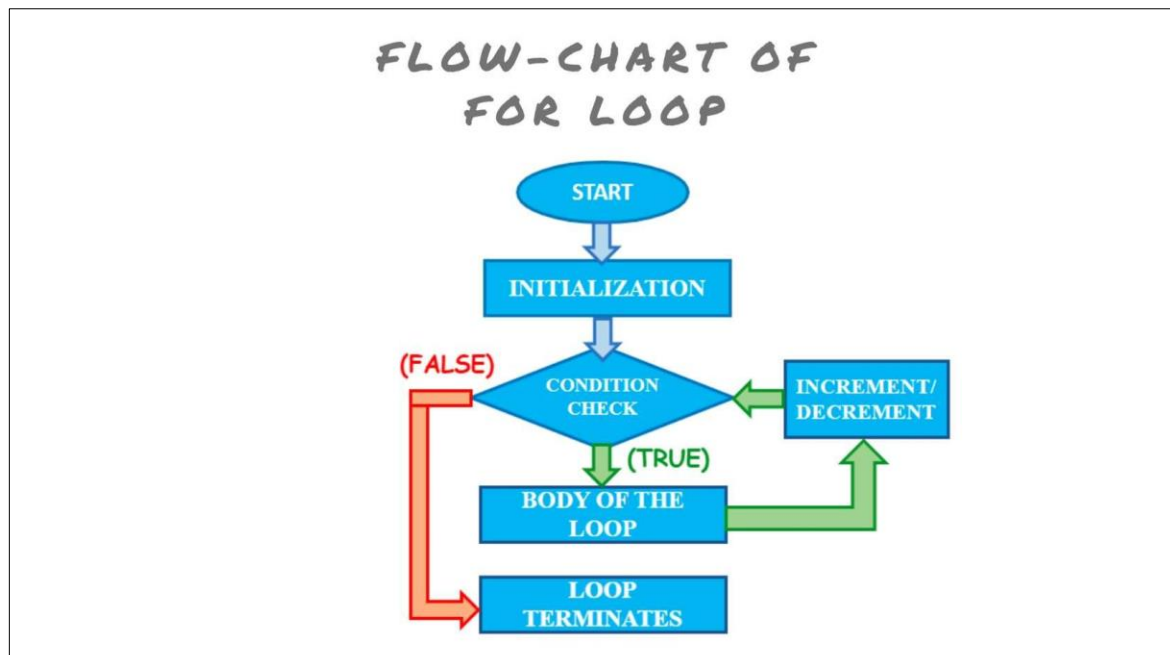 FLOW-CHART OF
FOR LOOP
START
INITIALIZATION
(FALSE)
CONDITION
CHECK
INCREMENT/
DECREMENT
(TRUE)
BODY OF THE
LOOP
LOOP
TERMINATES